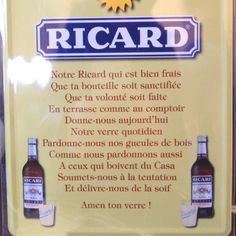 RICARD
Notre Ricard qui est bien frais
Que ta bouteille soit sanctifiée
Que ta volonté soit faite
En terrasse comme au comptoir
Donne-nous aujourd'hui
Notre verre quotidien
Pardonne-nous nos gueules de bois
Comme nous pardonnons aussi
A ceux qui boivent du Casa
Soumets-nous à la tentation
Et délivre-nous de la soif
Amen ton verre !